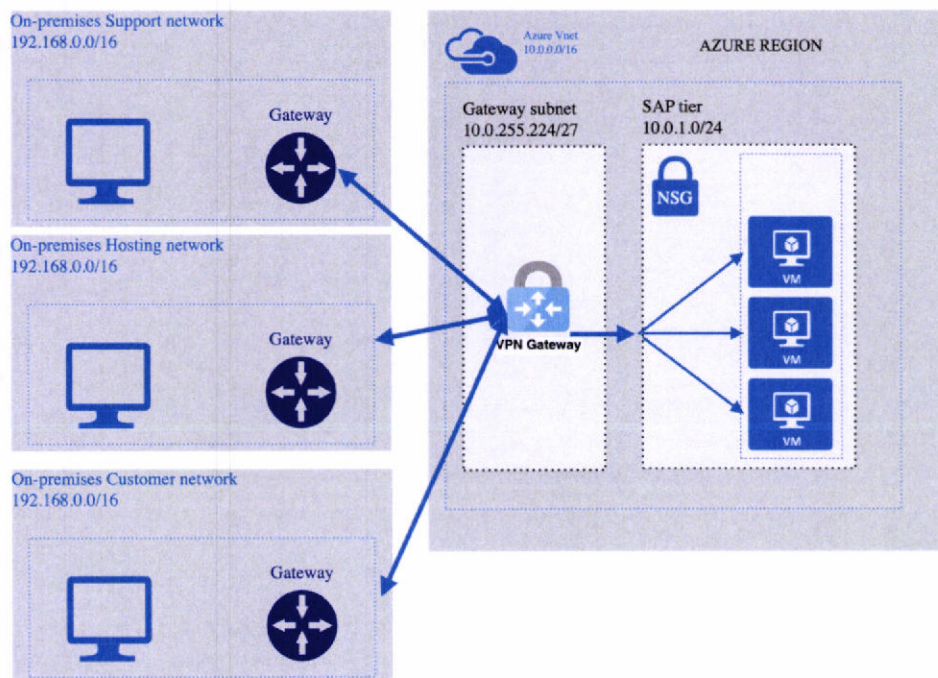 On-premises Support network
192.168.0.0/16
Gateway
On-premises Hosting network
192.168.0.0/16
Gateway
On-premises Customer network
192.168.0.0/16
Gateway
Azure Vnet
10.0.0.0/16
AZURE REGION
Gateway subnet
10.0.255.224/27
SAP tier
10.0.1.0/24
NSG
VPN Gateway
VM
VM
VM